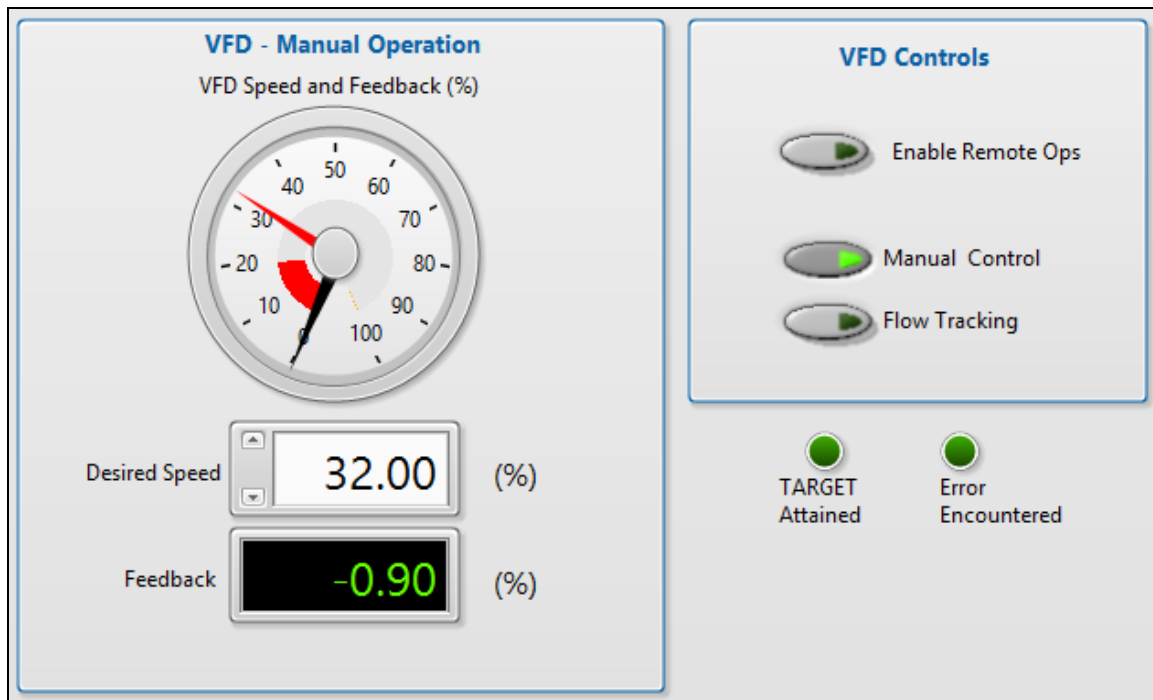 VFD - Manual Operation
VFD Speed and Feedback (%)
50
40
60
30
70
20
80
10
90
0
100
Desired Speed
32.00
(%)
Feedback
-0.90
(%)
VFD Controls
Enable Remote Ops
Manual Control
Flow Tracking
TARGET
Attained
Error
Encountered